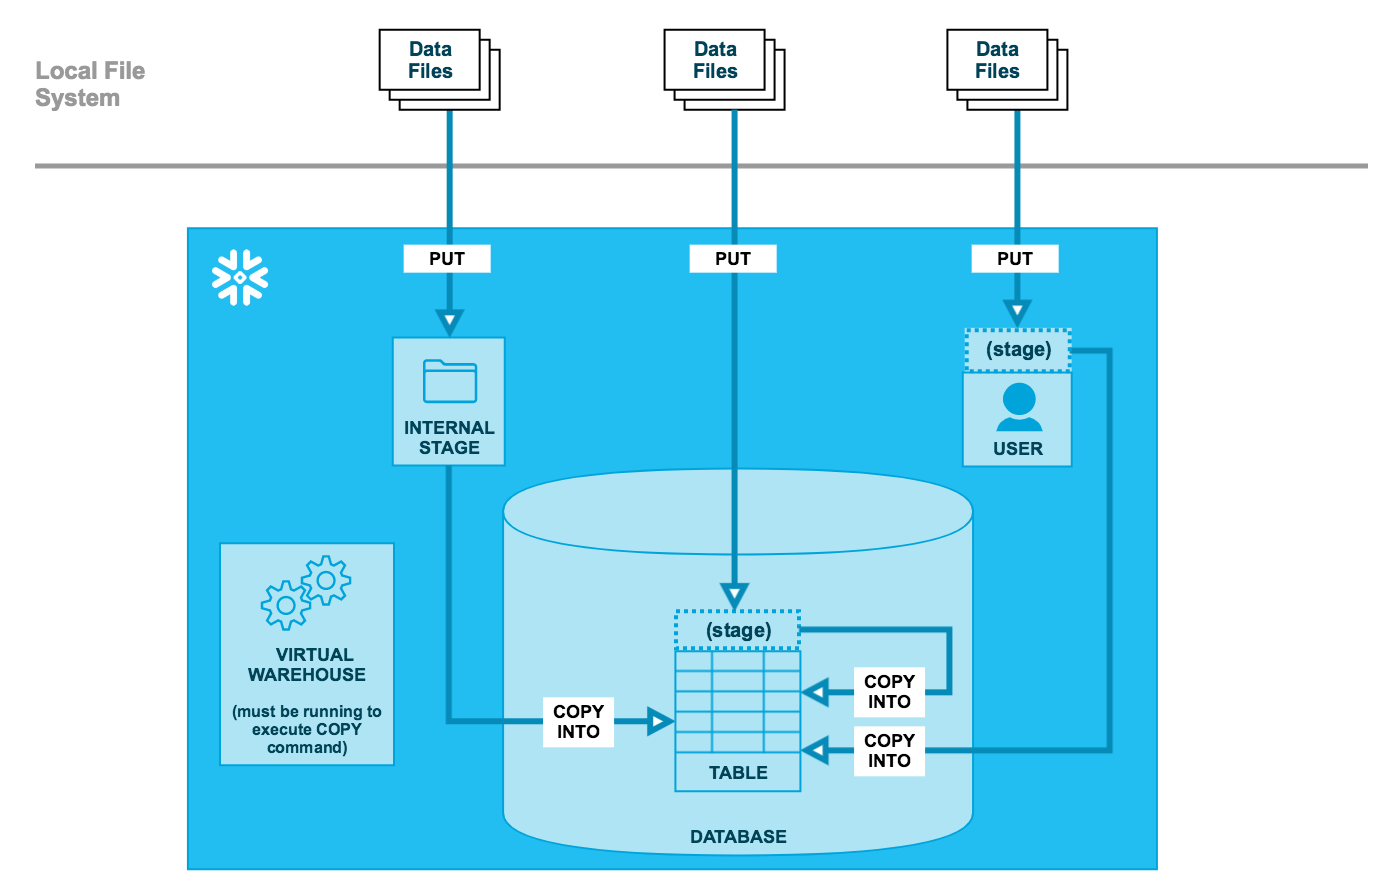 Local File
System
Data
Files
Data
Files
Data
Files
PUT
PUT
PUT
INTERNAL
STAGE
(stage)
USER
VIRTUAL
WAREHOUSE
(must be running to
execute COPY
command)
(stage)
COPY
INTO
COPY
INTO
COPY
INTO
TABLE
DATABASE